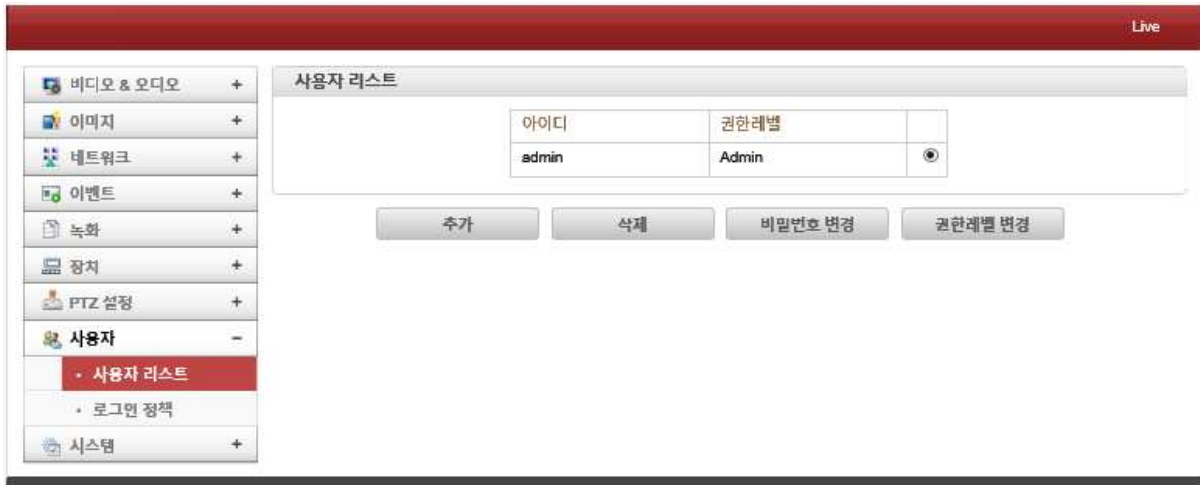 Live
비디오 & 오디오 +
이미지 +
네트워크 +
이벤트 +
녹화 +
장치 +
PTZ 설정 +
사용자 -
• 사용자 리스트
• 로그인 정책
시스템 +
사용자 리스트
아이디 권한레벨
admin Admin
추가 삭제 비밀번호 변경 권한레벨 변경